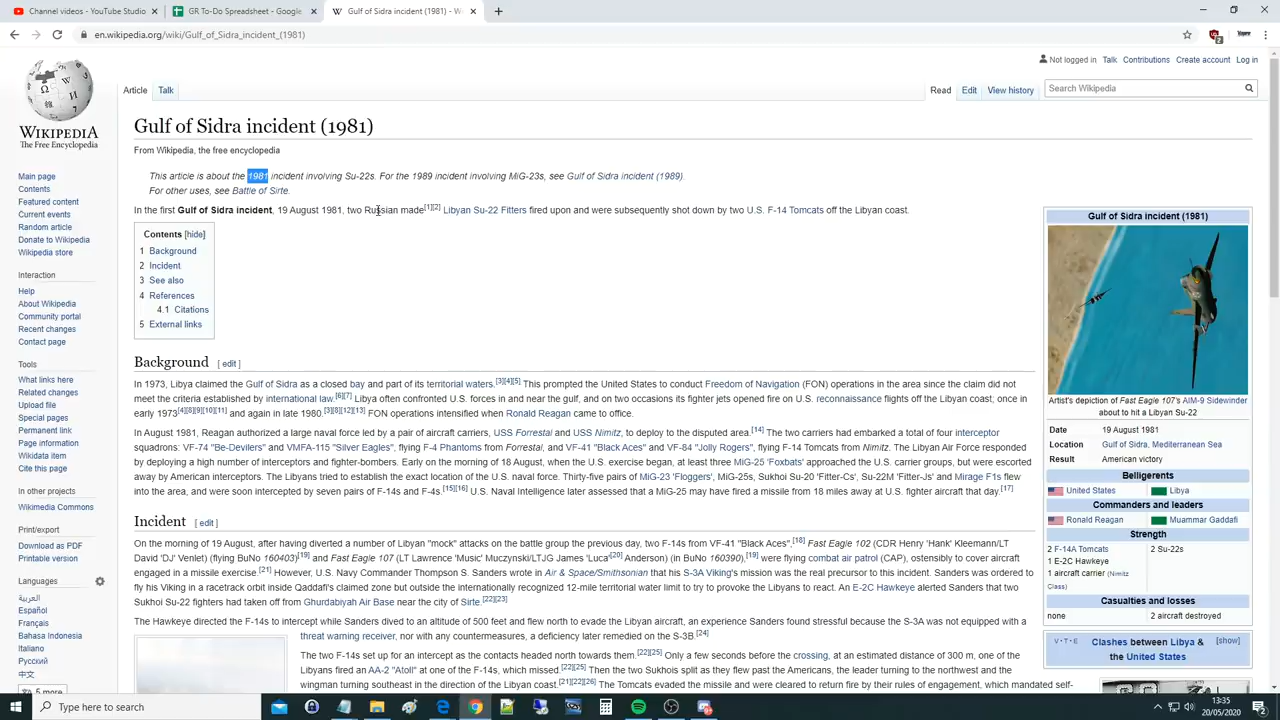 Channel videos - YouTube Studio
GR To-Do Spreadsheet - Google
Gulf of Sidra incident (1981) - W
en.wikipedia.org/wiki/Gulf_of_Sidra_incident_(1981)
Not logged in Talk Contributions Create account Log in
Article Talk
Read Edit View history
Search Wikipedia
WIKIPEDIA
The Free Encyclopedia
Main page
Contents
Featured content
Current events
Random article
Donate to Wikipedia
Wikipedia store
Interaction
Help
About Wikipedia
Community portal
Recent changes
Contact page
Tools
What links here
Related changes
Upload file
Special pages
Permanent link
Page information
Wikidata item
Cite this page
In other projects
Wikimedia Commons
Print/export
Download as PDF
Printable version
Languages
العربية
Español
Français
Bahasa Indonesia
Italiano
Русский
中文
5 more
Gulf of Sidra incident (1981)
From Wikipedia, the free encyclopedia
This article is about the 1981 incident involving Su-22s. For the 1989 incident involving MiG-23s, see Gulf of Sidra incident (1989)
For other uses, see Battle of Sirte.
In the first Gulf of Sidra incident, 19 August 1981, two Russian made[1][2] Libyan Su-22 Fitters fired upon and were subsequently shot down by two U.S. F-14 Tomcats off the Libyan coast.
Contents [hide]
1 Background
2 Incident
3 See also
4 References
4.1 Citations
5 External links
Background [ edit ]
In 1973, Libya claimed the Gulf of Sidra as a closed bay and part of its territorial waters.[3][4][5] This prompted the United States to conduct Freedom of Navigation (FON) operations in the area since the claim did
not meet the criteria established by international law.[6][7] Libya often confronted U.S. forces in and near the gulf, and on two occasions its fighter jets opened fire on U.S. reconnaissance flights off the Libyan coast; once in
early 1973[4][8][9][10][11] and again in late 1980.[3][8][12][13] FON operations intensified when Ronald Reagan came to office.
In August 1981, Reagan authorized a large naval force led by a pair of aircraft carriers, USS Forrestal and USS Nimitz, to deploy to the disputed area.[14] The two carriers had embarked a total of four interceptor
squadrons: VF-74 "Be-Devilers" and VMFA-115 "Silver Eagles", flying F-4 Phantoms from Forrestal, and VF-41 "Black Aces" and VF-84 "Jolly Rogers", flying F-14 Tomcats from Nimitz. The Libyan Air Force responded
by deploying a high number of interceptors and fighter-bombers. Early on the morning of 18 August, when the U.S. exercise began, at least three MiG-25 'Foxbats' approached the U.S. carrier groups, but were escorted
away by American interceptors. The Libyans tried to establish the exact location of the U.S. naval force. Thirty-five pairs of MiG-23 'Floggers', MiG-25s, Sukhoi Su-20 'Fitter-Cs', Su-22M 'Fitter-Js' and Mirage F1s flew
into the area, and were soon intercepted by seven pairs of F-14s and F-4s.[15][16] U.S. Naval Intelligence later assessed that a MiG-25 may have fired a missile from 18 miles away at U.S. fighter aircraft that day.[17]
Incident [ edit ]
On the morning of 19 August, after having diverted a number of Libyan "mock" attacks on the battle group the previous day, two F-14s from VF-41 "Black Aces",[18] Fast Eagle 102 (CDR Henry 'Hank' Kleemann/LT
David 'DJ' Venlet) (flying BuNo 160403)[19] and Fast Eagle 107 (LT Lawrence 'Music' Muczynski/LTJG James 'Luca'[20] Anderson) (in BuNo 160390),[19] were flying combat air patrol (CAP), ostensibly to cover aircraft
engaged in a missile exercise.[21] However, U.S. Navy Commander Thompson S. Sanders wrote in Air & Space/Smithsonian that his S-3A Viking's mission was the real precursor to this incident. Sanders was ordered to
fly his Viking in a racetrack orbit inside Qaddafi's claimed zone but outside the internationally recognized 12-mile territorial water limit to try to provoke the Libyans to react. An E-2C Hawkeye alerted Sanders that two
Sukhoi Su-22 fighters had taken off from Ghurdabiyah Air Base near the city of Sirte.[22][23]
The Hawkeye directed the F-14s to intercept while Sanders dived to an altitude of 500 feet and flew north to evade the Libyan aircraft, an experience Sanders found stressful because the S-3A was not equipped with a
threat warning receiver, nor with any countermeasures, a deficiency later remedied on the S-3B.[24]
The two F-14s set up for an intercept as the contacts headed north towards them.[22][25] Only a few seconds before the crossing, at an estimated distance of 300 m, one of the
Libyans fired an AA-2 "Atoll" at one of the F-14s, which missed.[22][25] Then the two Sukhois split as they flew past the Americans, the leader turning to the northwest and the
wingman turning southeast in the direction of the Libyan coast.[21][22][26] The Tomcats evaded the missile and were cleared to return fire by their rules of engagement, which mandated self-
Gulf of Sidra incident (1981)
Artist's depiction of Fast Eagle 107's AIM-9 Sidewinder
about to hit a Libyan Su-22
Date 19 August 1981
Location Gulf of Sidra, Mediterranean Sea
Result American victory
Belligerents
United States Libya
Commanders and leaders
Ronald Reagan Muammar Gaddafi
Strength
2 F-14A Tomcats 2 Su-22s
1 E-2C Hawkeye
1 aircraft carrier (Nimitz
Class)
Casualties and losses
none 2 aircraft destroyed
V·T·E Clashes between Libya & [show]
the United States
Type here to search
13:35
20/05/2020